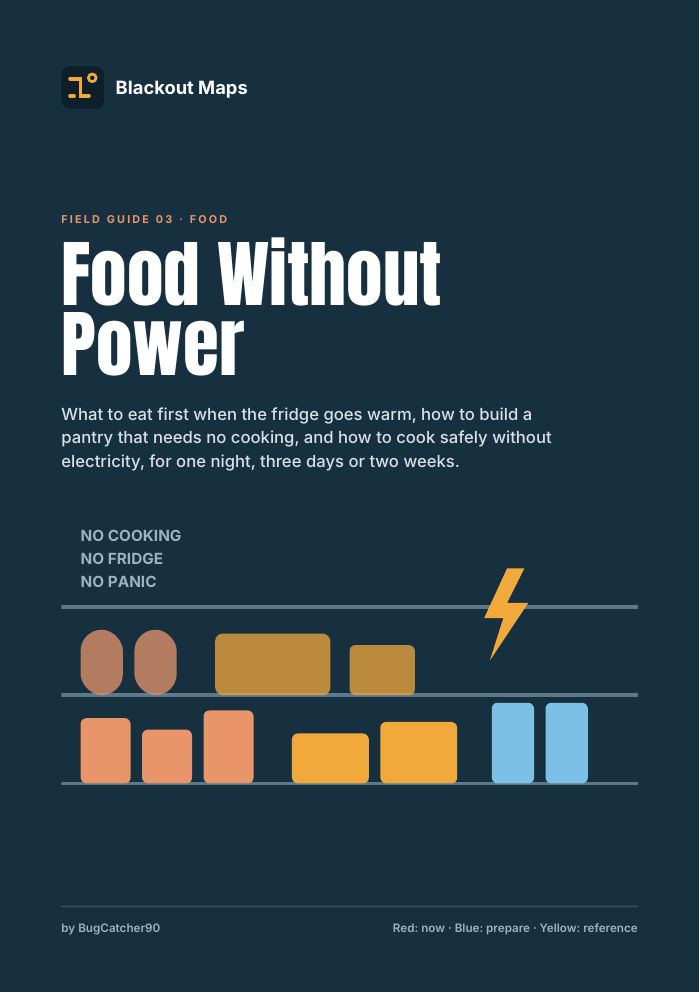 Blackout Maps
FIELD GUIDE 03 · FOOD
Food Without
Power
What to eat first when the fridge goes warm, how to build a
pantry that needs no cooking, and how to cook safely without
electricity, for one night, three days or two weeks.
NO COOKING
NO FRIDGE
NO PANIC
by BugCatcher90
Red: now · Blue: prepare · Yellow: reference